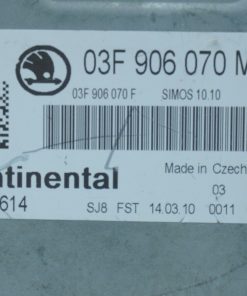 03F 906 070 M
03F 906 070 F SIMOS 10.10
Made in Czech
tinental
03
614
SJ8 FST 14.03.10 0011